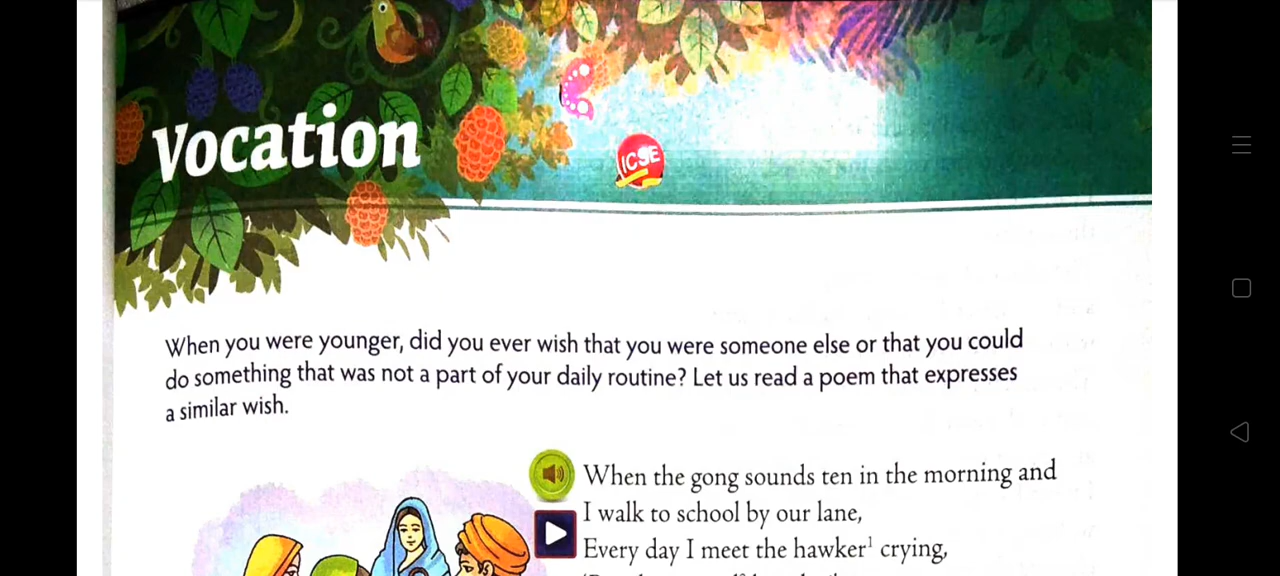 Vocation
ICSE
When you were younger, did you ever wish that you were someone else or that you could
do something that was not a part of your daily routine? Let us read a poem that expresses
a similar wish.
When the gong sounds ten in the morning and
I walk to school by our lane,
Every day I meet the hawker¹ crying,